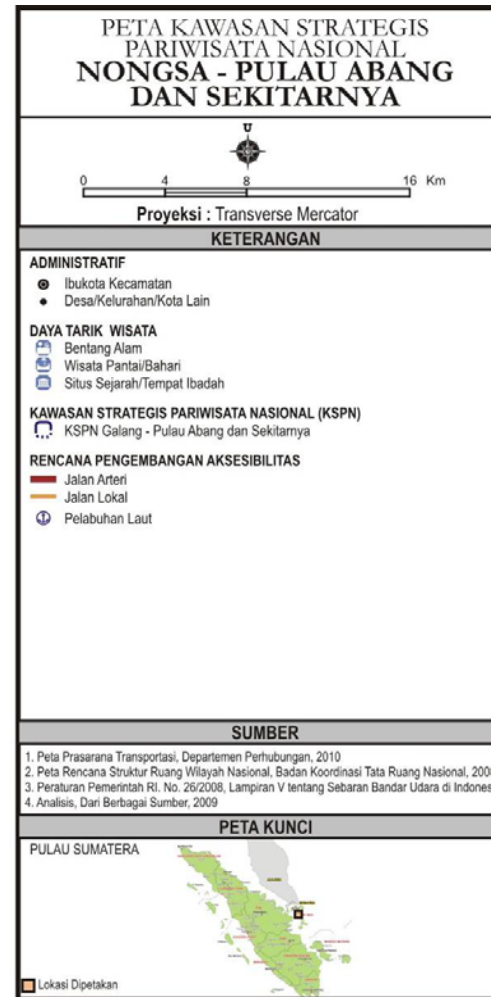 PETA KAWASAN STRATEGIS
PARIWISATA NASIONAL
NONGSA - PULAU ABANG
DAN SEKITARNYA
U
0 4 8 16 Km
Proyeksi : Transverse Mercator
KETERANGAN
ADMINISTRATIF
Ibukota Kecamatan
Desa/Kelurahan/Kota Lain
DAYA TARIK WISATA
Bentang Alam
Wisata Pantai/Bahari
Situs Sejarah/Tempat Ibadah
KAWASAN STRATEGIS PARIWISATA NASIONAL (KSPN)
KSPN Galang - Pulau Abang dan Sekitarnya
RENCANA PENGEMBANGAN AKSESIBILITAS
Jalan Arteri
Jalan Lokal
Pelabuhan Laut
SUMBER
1. Peta Prasarana Transportasi, Departemen Perhubungan, 2010
2. Peta Rencana Struktur Ruang Wilayah Nasional, Badan Koordinasi Tata Ruang Nasional, 200
3. Peraturan Pemerintah RI. No. 26/2008, Lampiran V tentang Sebaran Bandar Udara di Indones
4. Analisis, Dari Berbagai Sumber, 2009
PETA KUNCI
PULAU SUMATERA
Lokasi Dipetakan